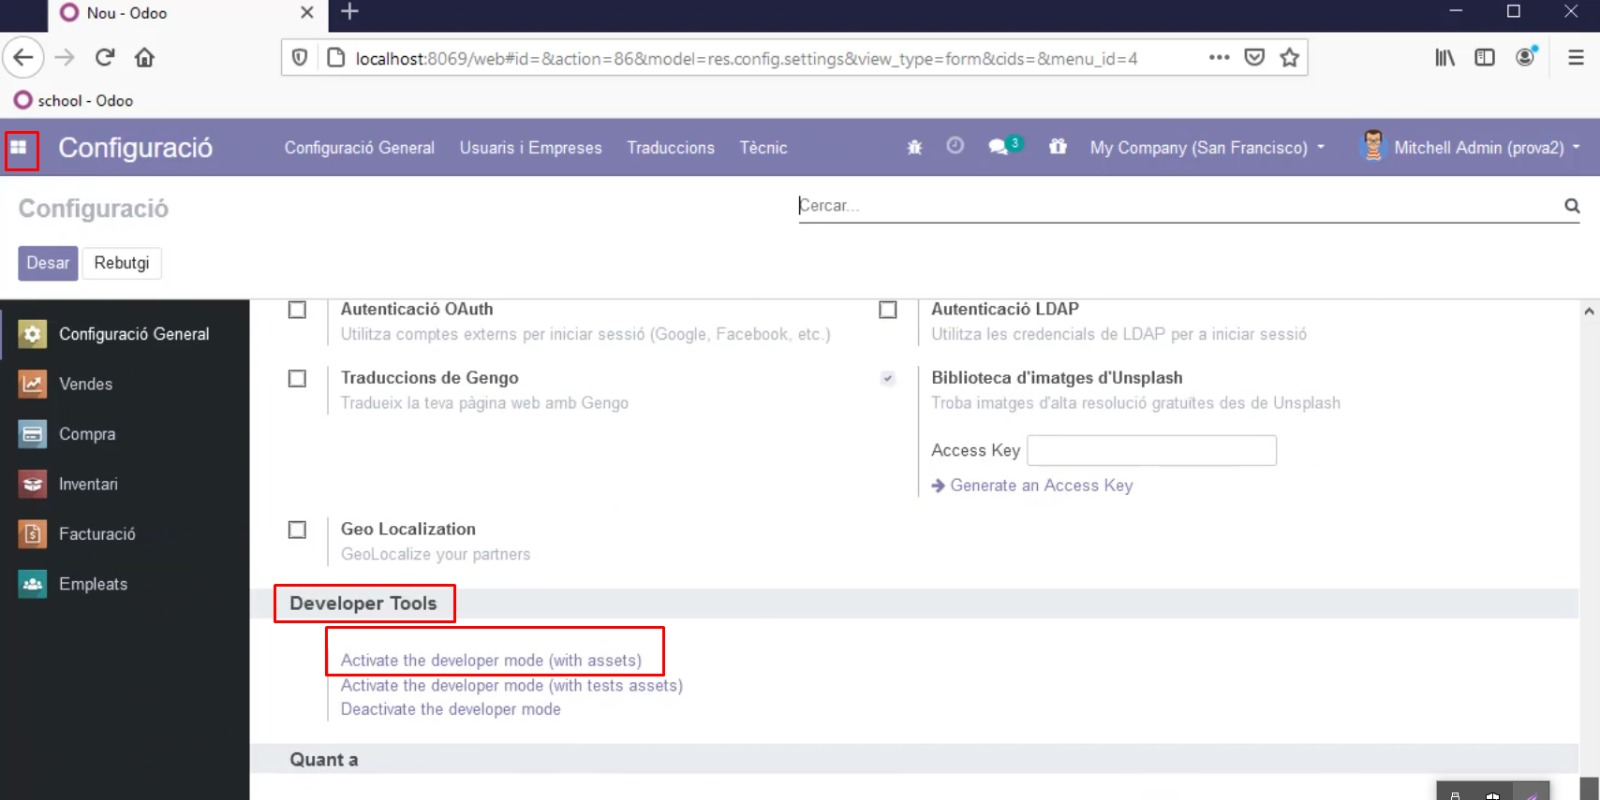 Nou - Odoo
localhost:8069/web#id=&action=86&model=res.config.settings&view_type=form&cids=&menu_id=4
school - Odoo
Configuració Configuració General Usuaris i Empreses Traduccions Tècnic 3 My Company (San Francisco) Mitchell Admin (prova2)
Configuració
Cercar...
Desar Rebutgi
Configuració General
Vendes
Compra
Inventari
Facturació
Empleats
Autenticació OAuth
Utilitza comptes externs per iniciar sessió (Google, Facebook, etc.)
Autenticació LDAP
Utilitza les credencials de LDAP per a iniciar sessió
Traduccions de Gengo
Tradueix la teva pàgina web amb Gengo
Biblioteca d'imatges d'Unsplash
Troba imatges d'alta resolució gratuïtes des de Unsplash
Access Key
Generate an Access Key
Geo Localization
GeoLocalize your partners
Developer Tools
Activate the developer mode (with assets)
Activate the developer mode (with tests assets)
Deactivate the developer mode
Quant a